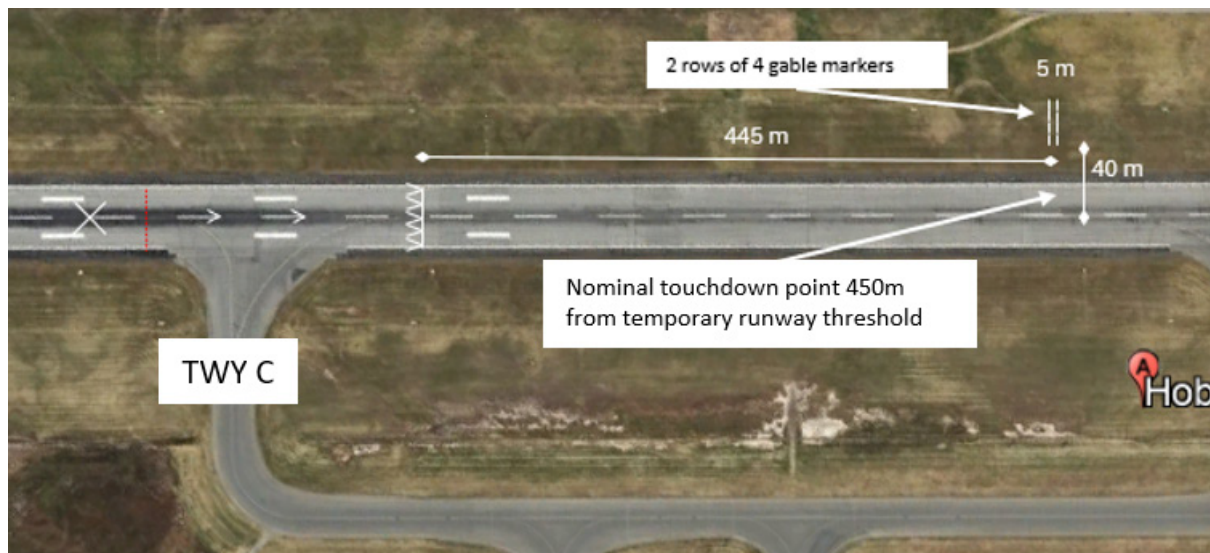 2 rows of 4 gable markers
5 m
445 m
40 m
Nominal touchdown point 450m
from temporary runway threshold
TWY C
A
Hob